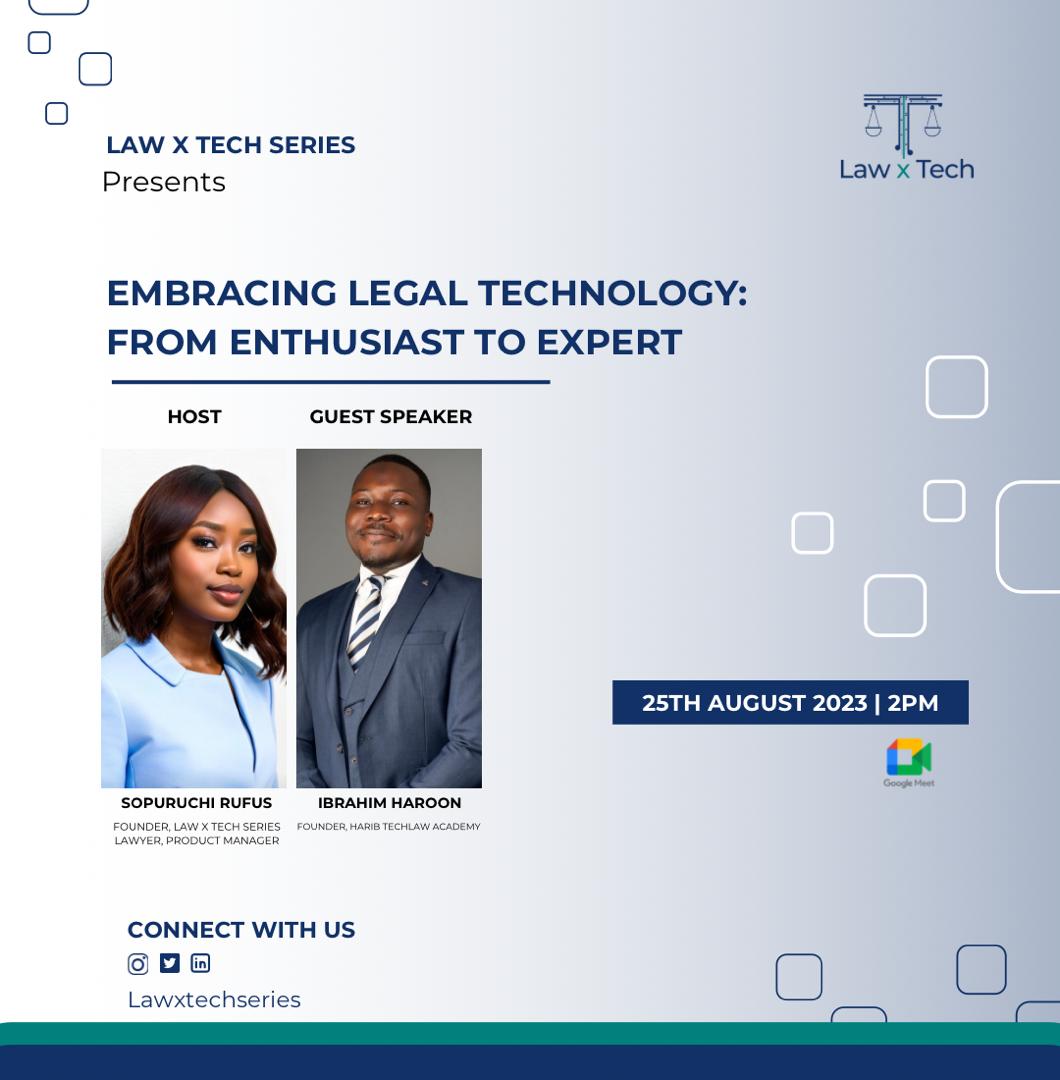 LAW X TECH SERIES
Presents
Law x Tech
EMBRACING LEGAL TECHNOLOGY:
FROM ENTHUSIAST TO EXPERT
HOST
GUEST SPEAKER
SOPURUCHI RUFUS
FOUNDER, LAW X TECH SERIES
LAWYER, PRODUCT MANAGER
IBRAHIM HAROON
FOUNDER, HARIB TECHLAW ACADEMY
25TH AUGUST 2023 | 2PM
Google Meet
CONNECT WITH US
Lawxtechseries